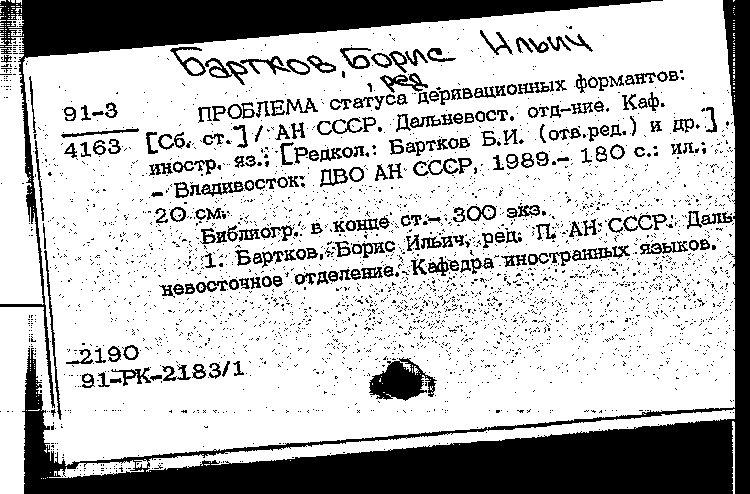 Бартков, Борис Ильич
, ред
91-3
4163
ПРОБЛЕМА статуса деривационных формантов:
[Сб. ст.] / АН СССР. Дальневост. отд-ние. Каф.
иностр. яз.; [Редкол.: Бартков Б.И. (отв.ред.) и др.].
- Владивосток: ДВО АН СССР, 1989.- 180 с.: ил.;
20 см.
Библиогр. в конце ст.- 300 экз.
1. Бартков, Борис Ильич, ред. П. АН СССР. Даль-
невосточное отделение. Кафедра иностранных языков.
-2190
91-РК-2183/1